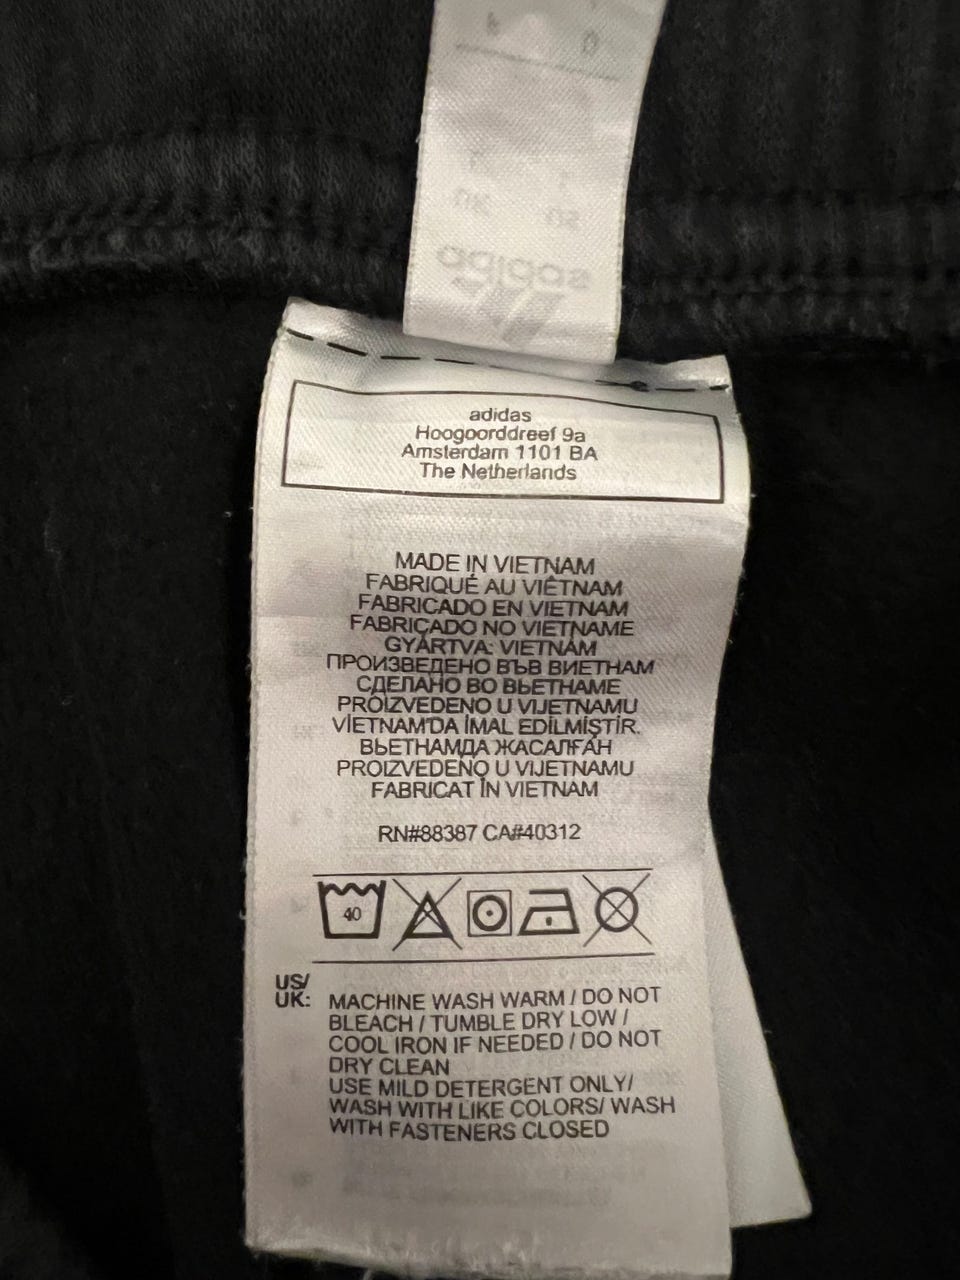 adidas
adidas
Hoogoorddreef 9a
Amsterdam 1101 BA
The Netherlands
MADE IN VIETNAM
FABRIQUÉ AU VIÊTNAM
FABRICADO EN VIETNAM
FABRICADO NO VIETNAME
GYÁRTVA: VIETNÁM
ПРОИЗВЕДЕНО ВЪВ ВИЕТНАМ
СДЕЛАНО ВО ВЬЕТНАМЕ
PROIZVEDENO U VIJETNAMU
VİETNAM'DA İMAL EDİLMİŞTİR.
ВЬЕТНАМДА ЖАСАЛҒАН
PROIZVEDENO U VIJETNAMU
FABRICAT ÎN VIETNAM
RN#88387 CA#40312
40
US/
UK:
MACHINE WASH WARM / DO NOT
BLEACH / TUMBLE DRY LOW /
COOL IRON IF NEEDED / DO NOT
DRY CLEAN
USE MILD DETERGENT ONLY/
WASH WITH LIKE COLORS/ WASH
WITH FASTENERS CLOSED